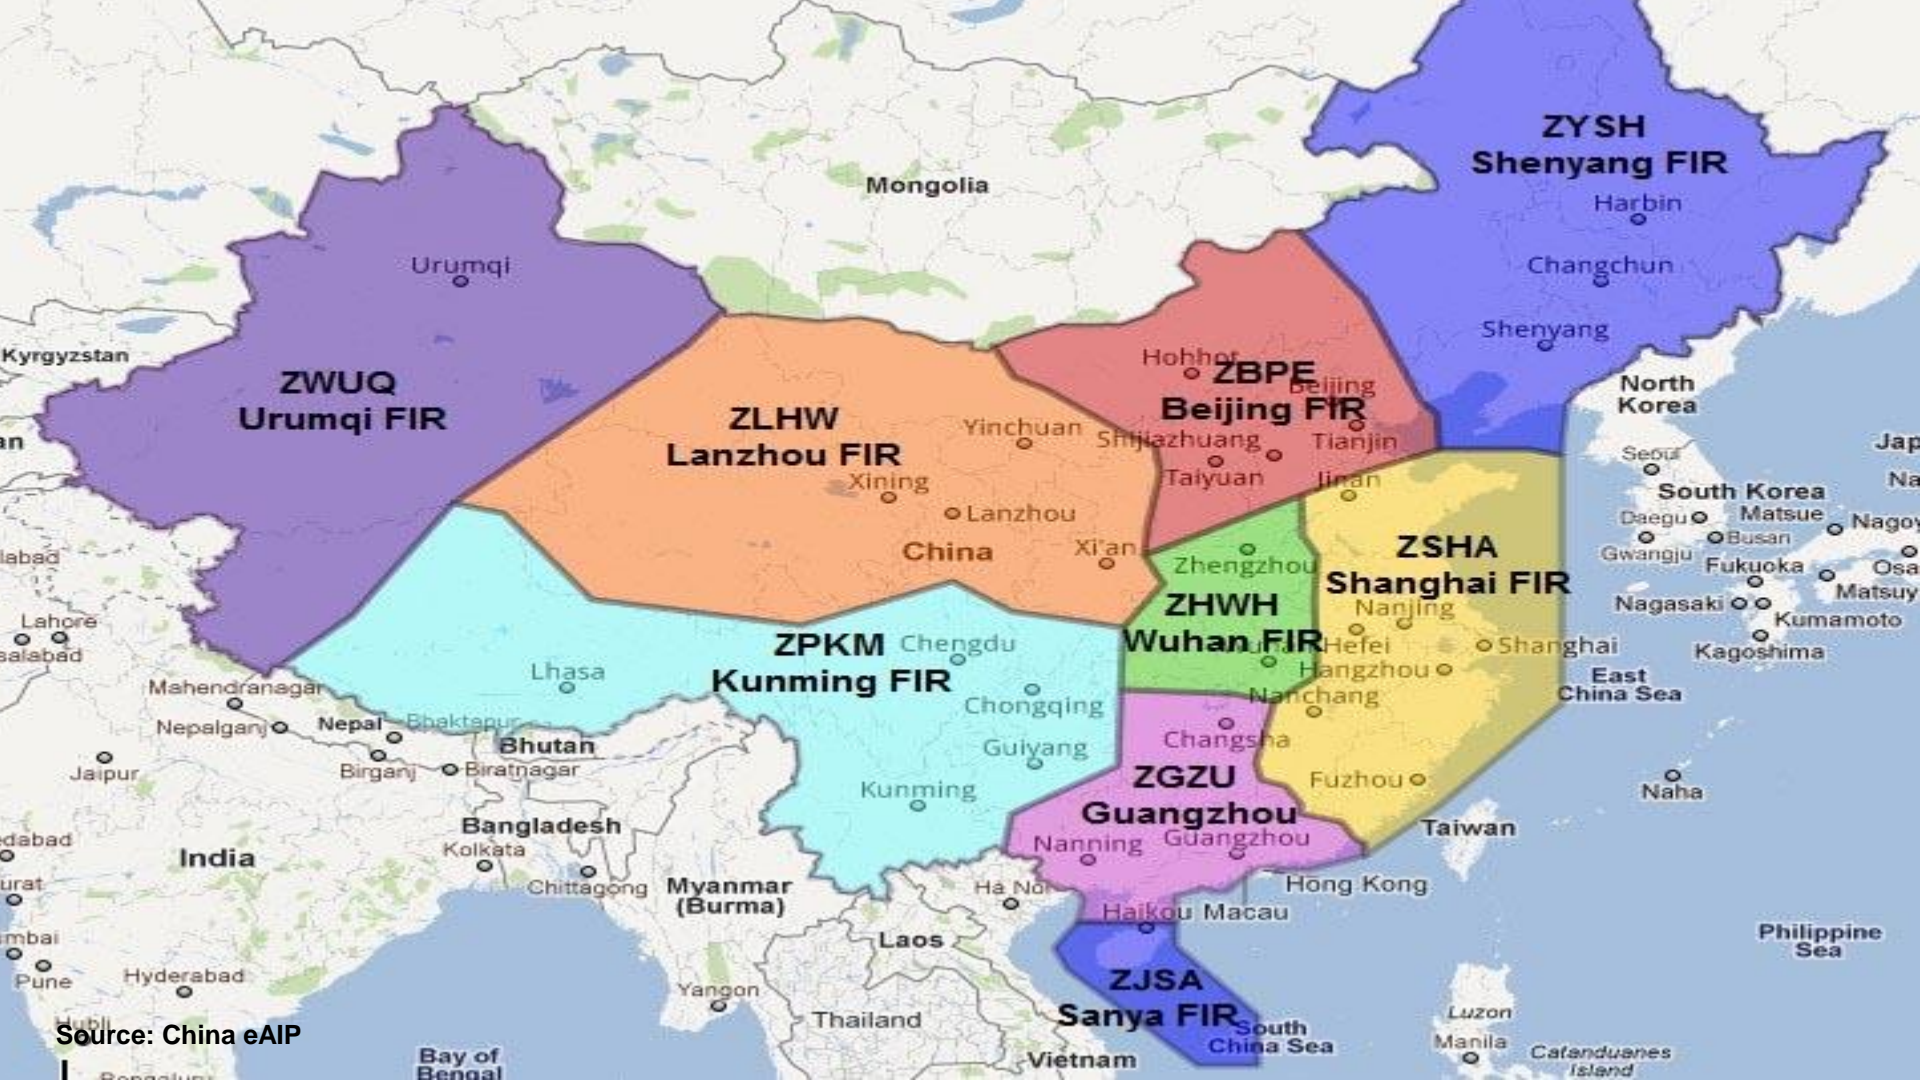 ZYSH
Shenyang FIR
Harbin
Mongolia
Changchun
Urumqi
Shenyang
Kyrgyzstan
Hohhot
ZBPE
Beijing
Beijing FIR
North
Korea
ZWUQ
Urumqi FIR
ZLHW
Lanzhou FIR
Yinchuan
Shijiazhuang
Tianjin
Taiyuan
Jinan
Xining
Lanzhou
China
Xi'an
Seoul
South Korea
Daegu
Matsue
Busan
Gwangju
Fukuoka
Nagasaki
Kumamoto
Kagoshima
ZSHA
Shanghai FIR
Zhengzhou
ZHWH
Wuhan FIR
Nanjing
Hefei
Shanghai
Hangzhou
East
China Sea
Nanchang
Lahore
ZPKM
Kunming FIR
Chengdu
Lhasa
Chongqing
Guiyang
Kunming
Mahendranagar
Nepalganj
Nepal
Bhaktapur
Bhutan
Birganj
Biratnagar
Jaipur
Changsha
ZGZU
Guangzhou
Fuzhou
Naha
Taiwan
Nanning
Guangzhou
Hong Kong
Bangladesh
Kolkata
India
Chittagong
Myanmar
(Burma)
Hà Nội
Haikou
Macau
Laos
Philippine
Sea
Pune
Hyderabad
Yangon
ZJSA
Sanya FIR
South
China Sea
Thailand
Luzon
Manila
Catanduanes
Island
Vietnam
Hubli
Source: China eAIP
Bay of
Bengal